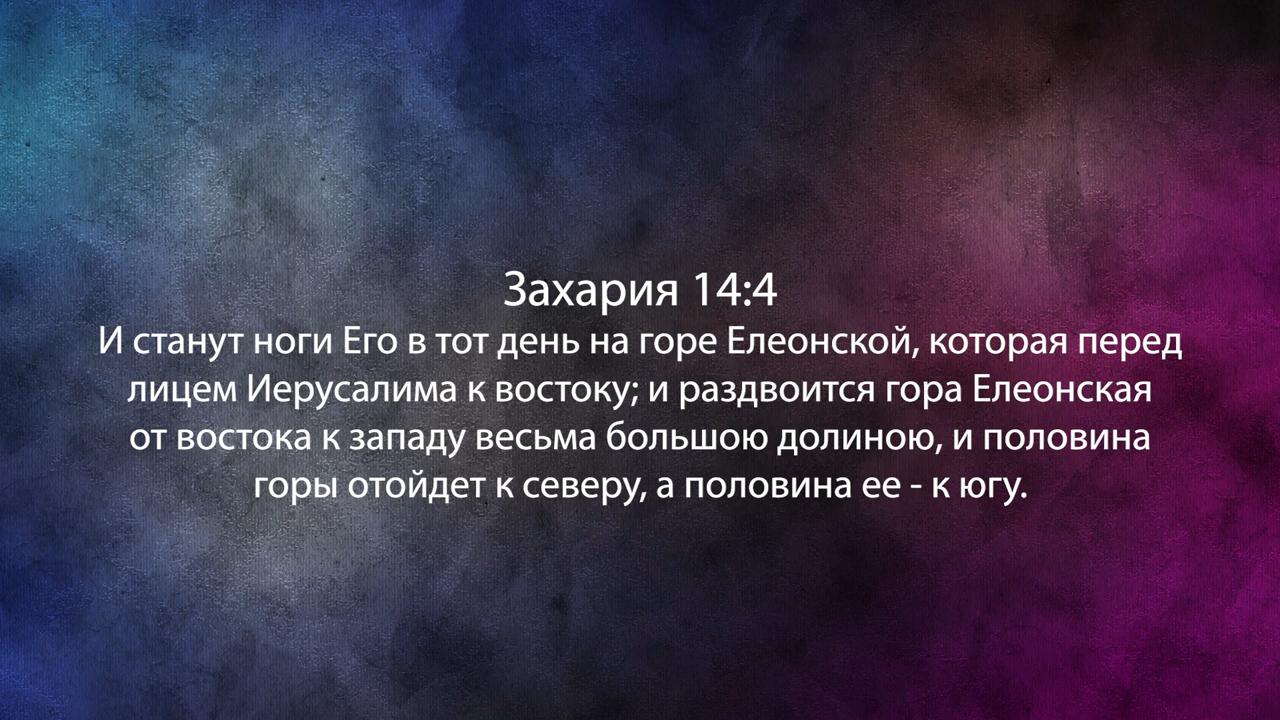 Захария 14:4
И станут ноги Его в тот день на горе Елеонской, которая перед
лицем Иерусалима к востоку; и раздвоится гора Елеонская
от востока к западу весьма большою долиною, и половина
горы отойдет к северу, а половина ее - к югу.